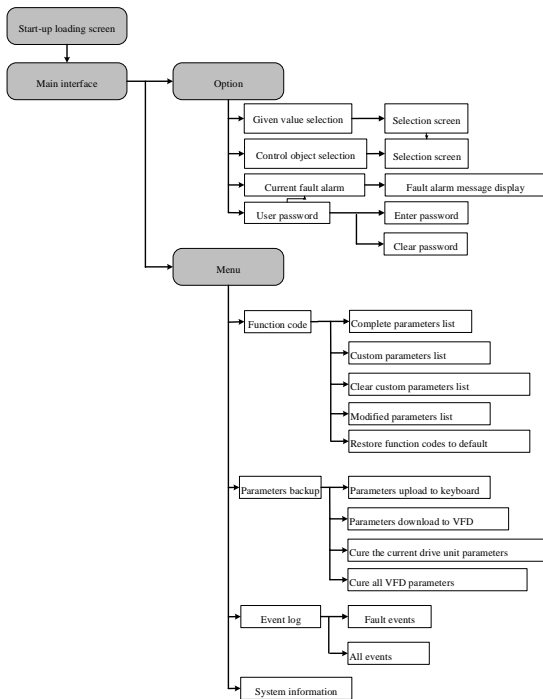 Start-up loading screen
Main interface
Option
Given value selection
Selection screen
Control object selection
Selection screen
Current fault alarm
Fault alarm message display
User password
Enter password
Clear password
Menu
Function code
Complete parameters list
Custom parameters list
Clear custom parameters list
Modified parameters list
Restore function codes to default
Parameters backup
Parameters upload to keyboard
Parameters download to VFD
Cure the current drive unit parameters
Cure all VFD parameters
Event log
Fault events
All events
System information